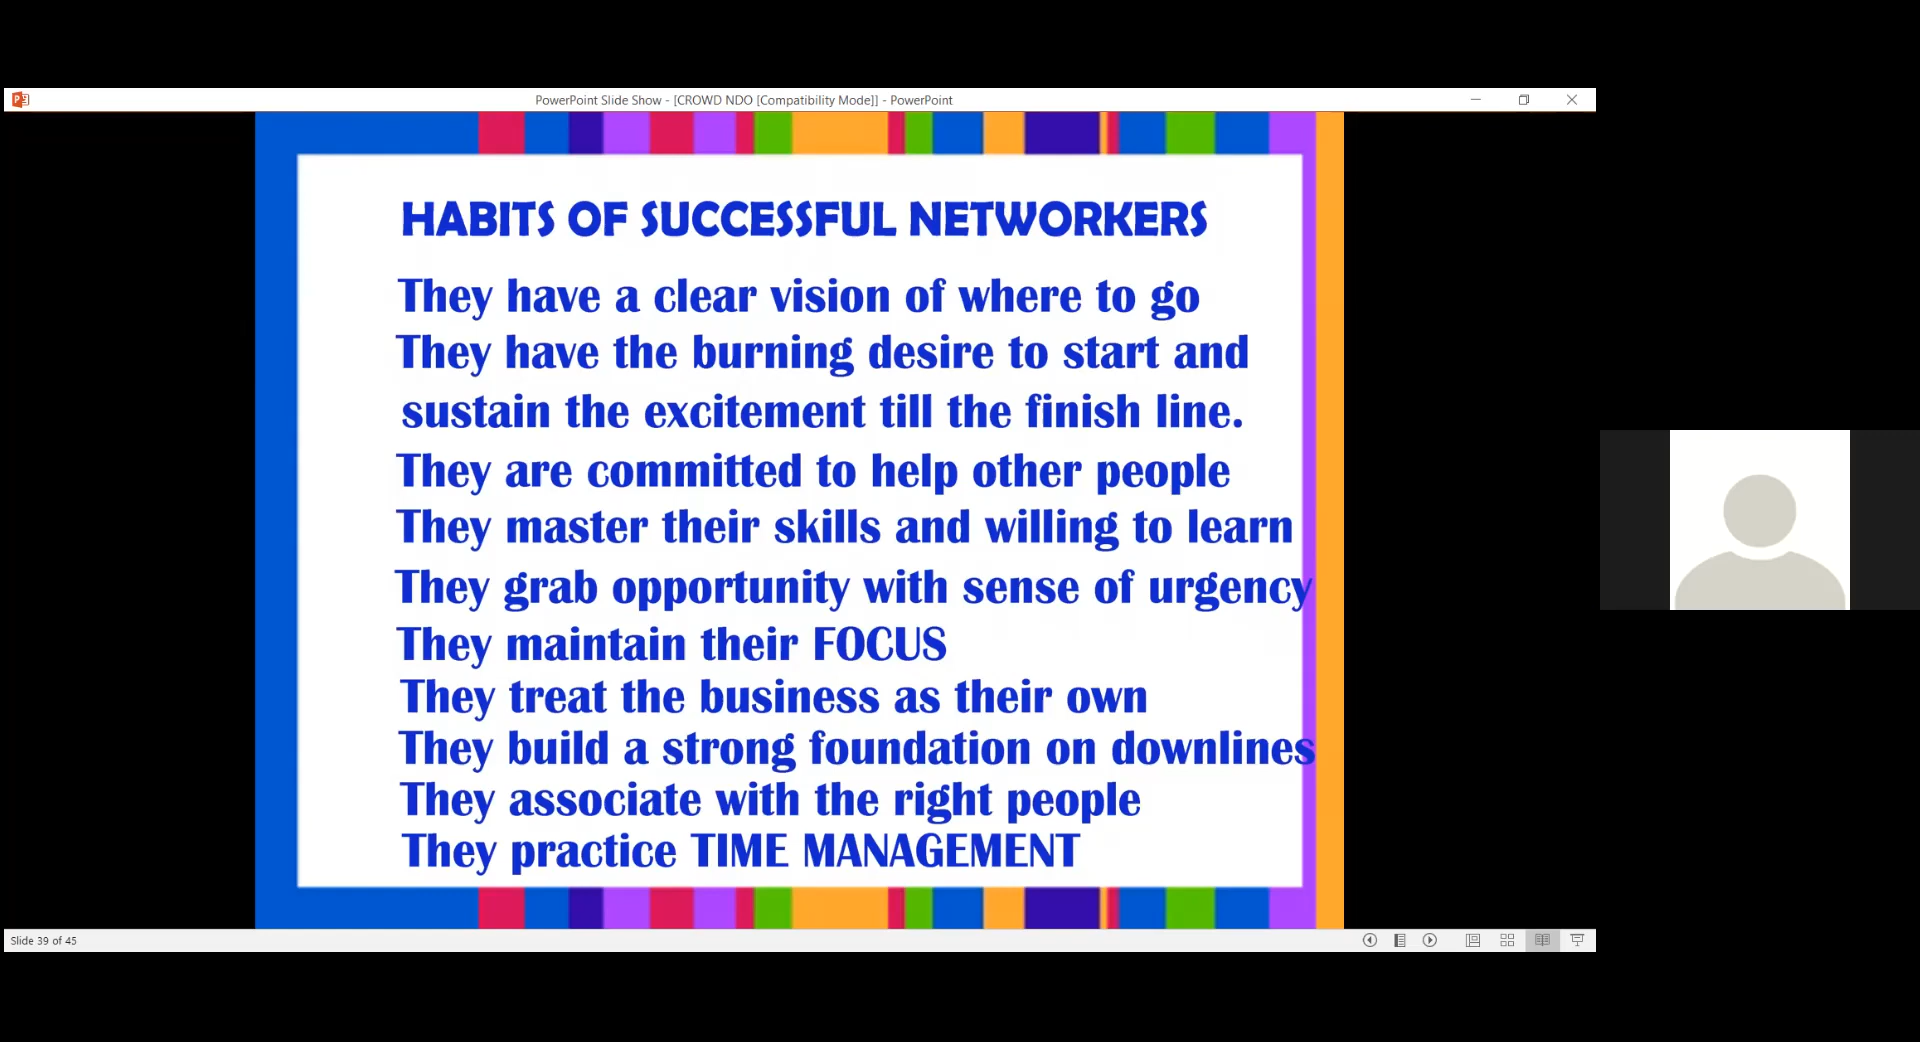 PowerPoint Slide Show - [CROWD NDO [Compatibility Mode]] - PowerPoint
HABITS OF SUCCESSFUL NETWORKERS
They have a clear vision of where to go
They have the burning desire to start and
sustain the excitement till the finish line.
They are committed to help other people
They master their skills and willing to learn
They grab opportunity with sense of urgency
They maintain their FOCUS
They treat the business as their own
They build a strong foundation on downlines
They associate with the right people
They practice TIME MANAGEMENT
Slide 39 of 45